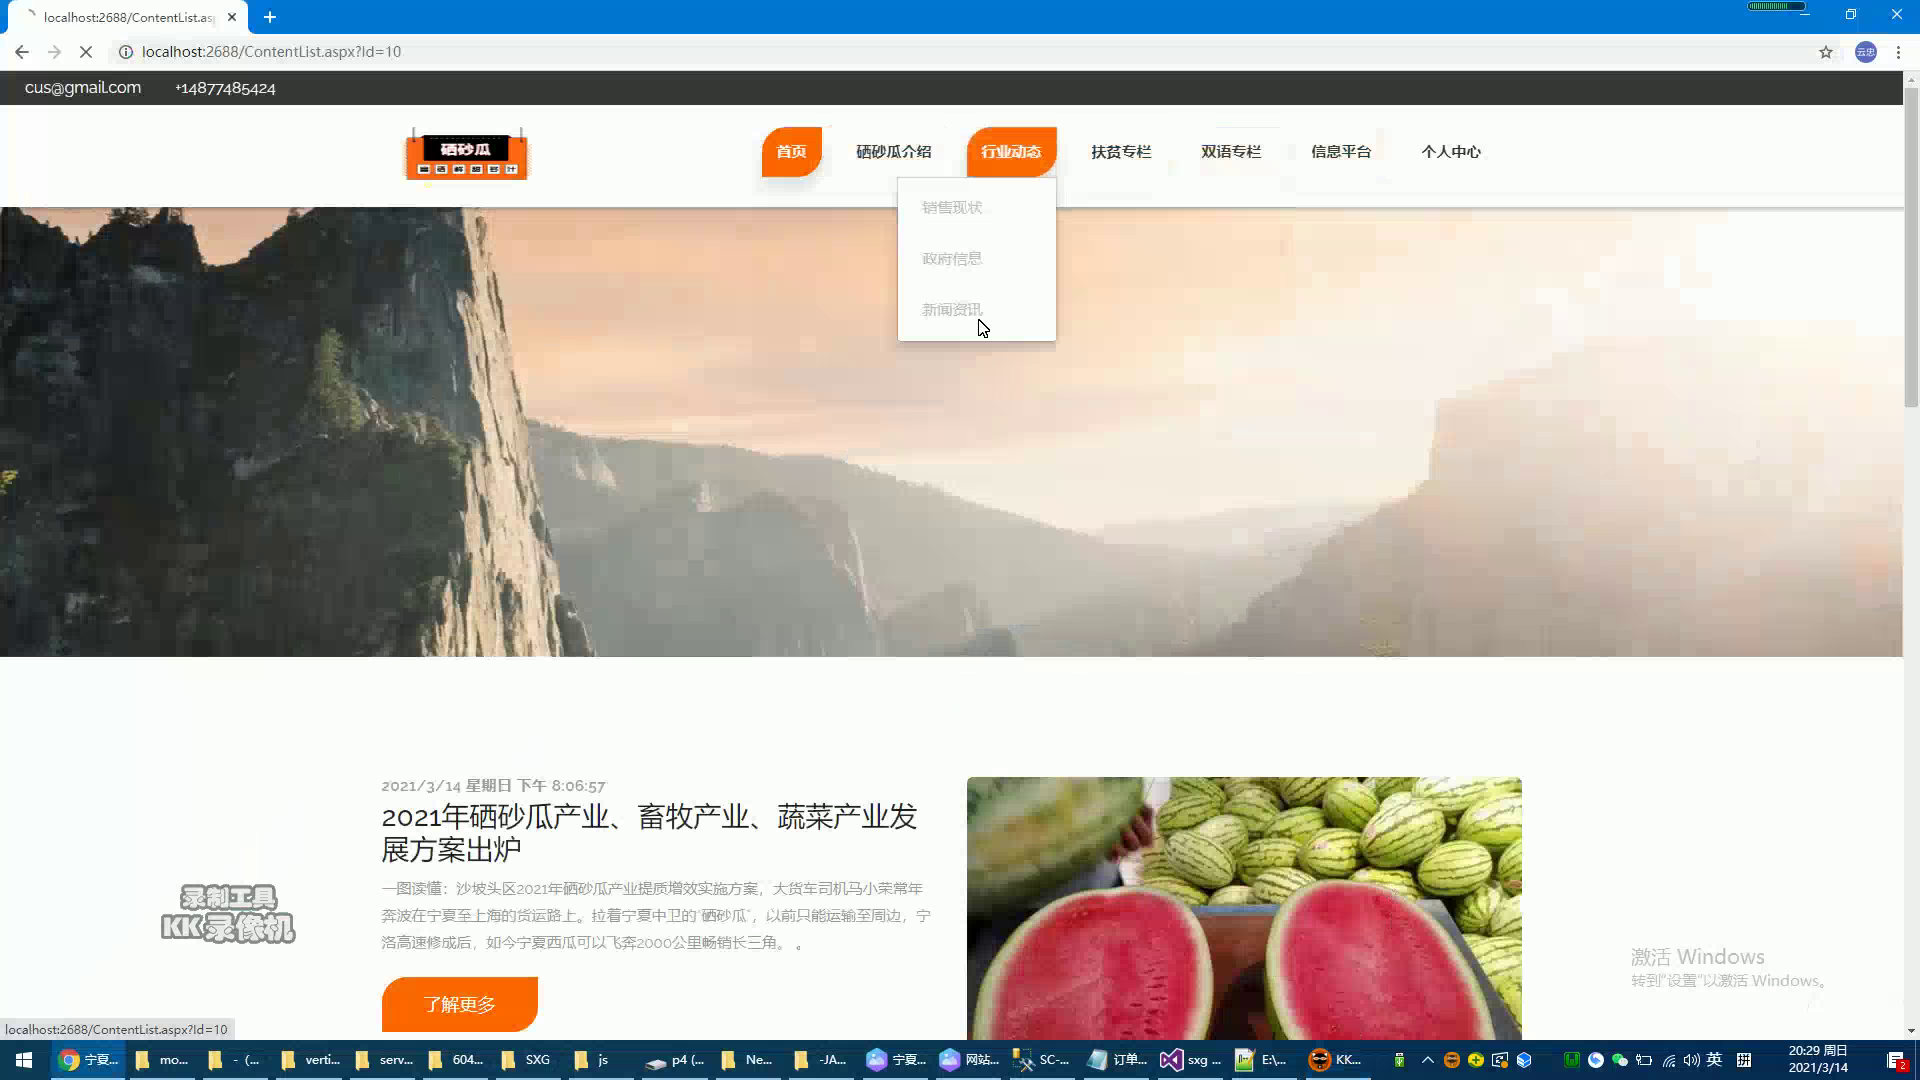 localhost:2688/ContentList.as
localhost:2688/ContentList.aspx?Id=10
云忠
cus@gmail.com
+14877485424
硒砂瓜
首页
硒砂瓜介绍
行业动态
扶贫专栏
双语专栏
信息平台
个人中心
销售现状
政府信息
新闻资讯
2021/3/14 星期日 下午 8:06:57
2021年硒砂瓜产业、畜牧产业、蔬菜产业发
展方案出炉
一图读懂：沙坡头区2021年硒砂瓜产业提质增效实施方案，大货车司机马小荣常年
奔波在宁夏至上海的货运路上。拉着宁夏中卫的“硒砂瓜”，以前只能运输至周边，宁
洛高速修成后，如今宁夏西瓜可以飞奔2000公里畅销长三角。 。
了解更多
录制工具
KK录像机
激活 Windows
转到“设置”以激活 Windows。
localhost:2688/ContentList.aspx?Id=10
宁夏...
mo...
- (...
verti...
serv...
604...
SXG
js
p4 (...
Ne...
-JA...
宁夏...
网站...
SC-...
订单...
sxg ...
E:\...
KK...
英
拼
20:29 周日
2021/3/14
2